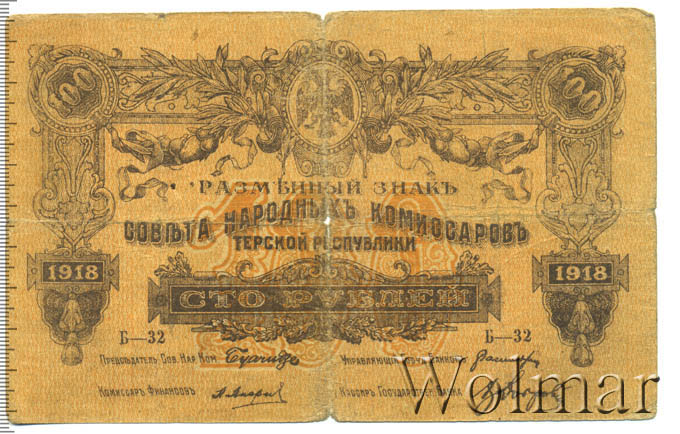 100 100
РАЗМѢННЫЙ ЗНАКЪ
СОВѢТА НАРОДНЫХЪ КОМИССАРОВЪ
ТЕРСКОЙ РЕСПУБЛИКИ
1918 1918
СТО РУБЛЕЙ
Б—32 Б—32
ПРЕДСѢДАТЕЛЬ СОВ. НАР. КОМ.
КОМИССАР ФИНАНСОВЪ
Wolmar